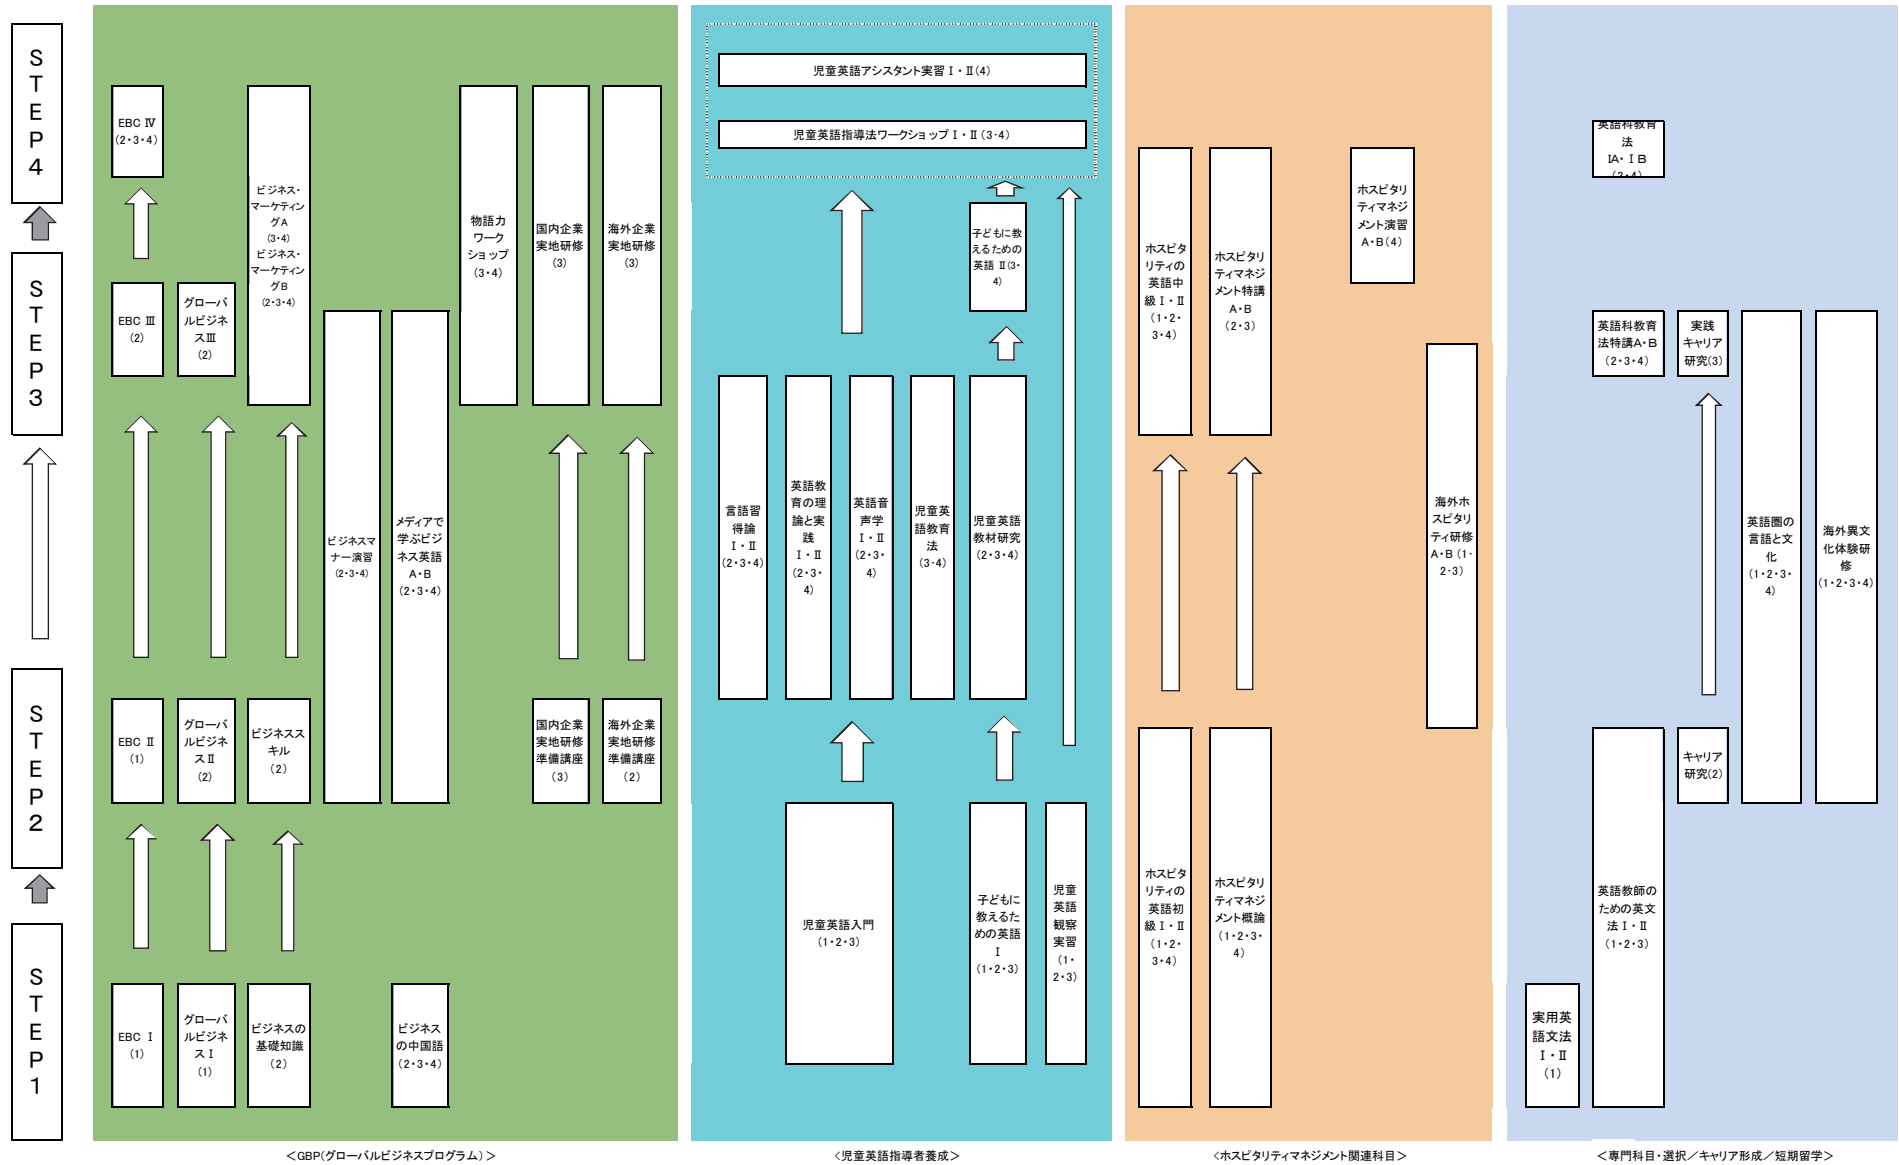 STEP4
STEP3
STEP2
STEP1
EBC Ⅳ
(2・3・4)
EBC Ⅲ
(2)
グローバ
ルビジネ
スⅢ
(2)
ビジネス・
マーケティン
グA
(3・4)
ビジネス・
マーケティン
グB
(2・3・4)
ビジネスマ
ナー演習
(2・3・4)
メディアで
学ぶビジ
ネス英語
A・B
(2・3・4)
物語力
ワーク
ショップ
(3・4)
国内企業
実地研修
(3)
海外企業
実地研修
(3)
EBC Ⅱ
(1)
グローバ
ルビジネ
スⅡ
(2)
ビジネスス
キル
(2)
国内企業
実地研修
準備講座
(3)
海外企業
実地研修
準備講座
(2)
EBC Ⅰ
(1)
グローバ
ルビジネ
スⅠ
(1)
ビジネスの
基礎知識
(2)
ビジネス
の中国語
(2・3・4)
<GBP(グローバルビジネスプログラム)>
児童英語アシスタント実習Ⅰ・Ⅱ(4)
児童英語指導法ワークショップⅠ・Ⅱ(3・4)
子どもに教
えるための
英語 Ⅱ(3・
4)
言語習
得論
Ⅰ・Ⅱ
(2・3・4)
英語教
育の理
論と実
践
Ⅰ・Ⅱ
(2・3・
4)
英語音
声学
Ⅰ・Ⅱ
(2・3・
4)
児童英
語教育
法
(3・4)
児童英語
教材研究
(2・3・4)
児童英語入門
(1・2・3)
子どもに
教えるた
めの英語
Ⅰ
(1・2・3)
児童
英語
観察
実習
(1・
2・3)
<児童英語指導者養成>
ホスピタ
リティの
英語中
級Ⅰ・Ⅱ
(1・2・
3・4)
ホスピタリ
ティマネジ
メント特講
A・B
(2・3)
ホスピタリ
ティマネジ
メント演習
A・B(4)
海外ホ
スピタリ
ティ研修
A・B (1・
2・3)
ホスピタ
リティの
英語初
級Ⅰ・Ⅱ
(1・2・
3・4)
ホスピタリ
ティマネジ
メント概論
(1・2・3・
4)
<ホスピタリティマネジメント関連科目>
英語科教育
法
ⅠA・ⅠB
(3・4)
英語科教育
法特講A・B
(2・3・4)
実践
キャリア
研究(3)
英語圏の
言語と文
化
(1・2・3・
4)
海外異文
化体験研
修
(1・2・3・4)
キャリア
研究(2)
英語教師の
ための英文
法Ⅰ・Ⅱ
(1・2・3)
実用英
語文法
Ⅰ・Ⅱ
(1)
<専門科目・選択/キャリア形成/短期留学>